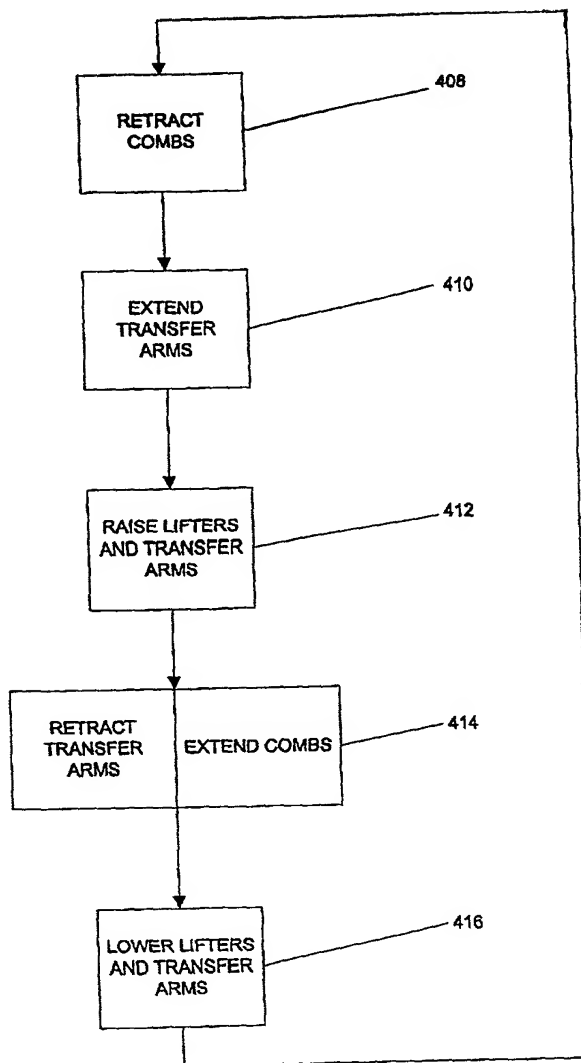 408
RETRACT
COMBS
410
EXTEND
TRANSFER
ARMS
412
RAISE LIFTERS
AND TRANSFER
ARMS
RETRACT
TRANSFER
ARMS
EXTEND COMBS
414
416
LOWER LIFTERS
AND TRANSFER
ARMS